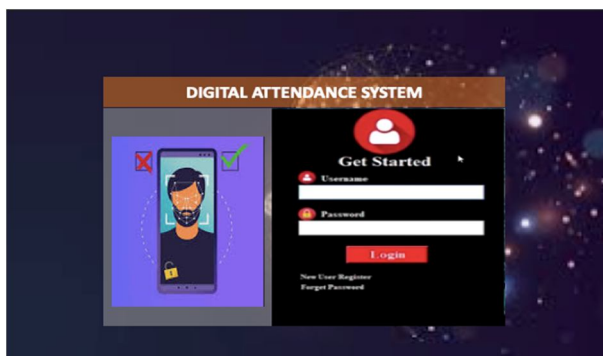 DIGITAL ATTENDANCE SYSTEM
Get Started
Username
Password
Login
New User Register
Forget Password